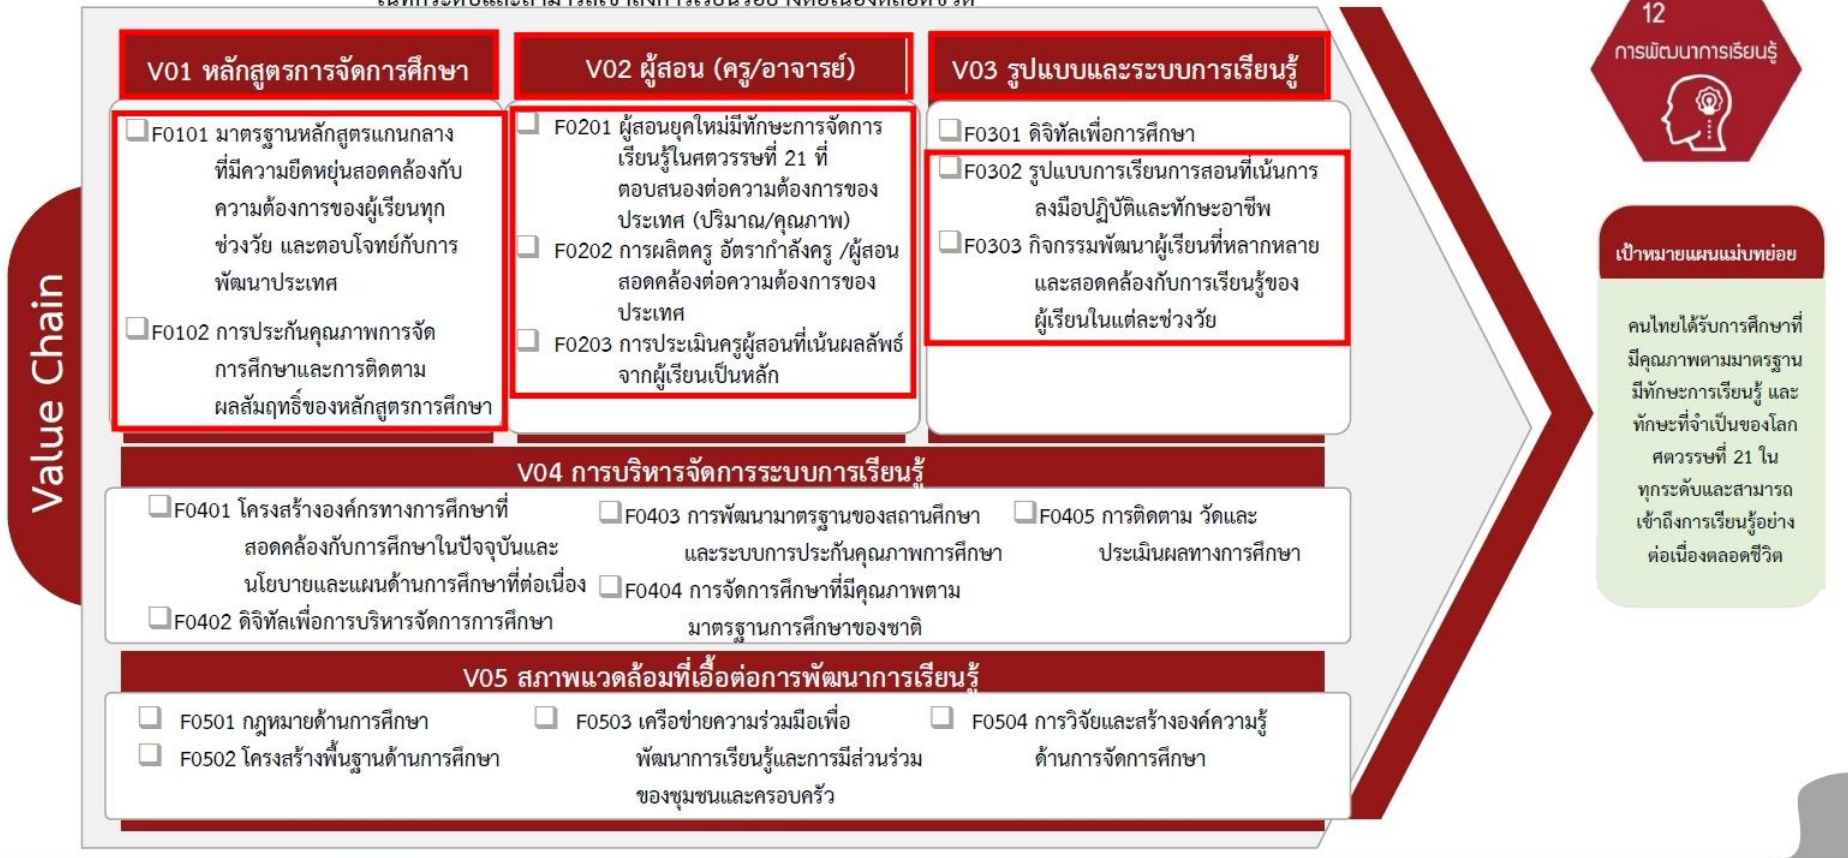 V01 หลักสูตรการจัดการศึกษา
F0101 มาตรฐานหลักสูตรแกนกลาง
ที่มีความยืดหยุ่นสอดคล้องกับ
ความต้องการของผู้เรียนทุก
ช่วงวัย และตอบโจทย์กับการ
พัฒนาประเทศ
F0102 การประกันคุณภาพการจัด
การศึกษาและการติดตาม
ผลสัมฤทธิ์ของหลักสูตรการศึกษา
V02 ผู้สอน (ครู/อาจารย์)
F0201 ผู้สอนยุคใหม่มีทักษะการจัดการ
เรียนรู้ในศตวรรษที่ 21 ที่
ตอบสนองต่อความต้องการของ
ประเทศ (ปริมาณ/คุณภาพ)
F0202 การผลิตครู อัตรากำลังครู /ผู้สอน
สอดคล้องต่อความต้องการของ
ประเทศ
F0203 การประเมินครูผู้สอนที่เน้นผลลัพธ์
จากผู้เรียนเป็นหลัก
V03 รูปแบบและระบบการเรียนรู้
F0301 ดิจิทัลเพื่อการศึกษา
F0302 รูปแบบการเรียนการสอนที่เน้นการ
ลงมือปฏิบัติและทักษะอาชีพ
F0303 กิจกรรมพัฒนาผู้เรียนที่หลากหลาย
และสอดคล้องกับการเรียนรู้ของ
ผู้เรียนในแต่ละช่วงวัย
Value Chain
V04 การบริหารจัดการระบบการเรียนรู้
F0401 โครงสร้างองค์กรทางการศึกษาที่
สอดคล้องกับการศึกษาในปัจจุบันและ
นโยบายและแผนด้านการศึกษาที่ต่อเนื่อง
F0402 ดิจิทัลเพื่อการบริหารจัดการการศึกษา
F0403 การพัฒนามาตรฐานของสถานศึกษา
และระบบการประกันคุณภาพการศึกษา
F0404 การจัดการศึกษาที่มีคุณภาพตาม
มาตรฐานการศึกษาของชาติ
F0405 การติดตาม วัดและ
ประเมินผลทางการศึกษา
V05 สภาพแวดล้อมที่เอื้อต่อการพัฒนาการเรียนรู้
F0501 กฎหมายด้านการศึกษา
F0502 โครงสร้างพื้นฐานด้านการศึกษา
F0503 เครือข่ายความร่วมมือเพื่อ
พัฒนาการเรียนรู้และการมีส่วนร่วม
ของชุมชนและครอบครัว
F0504 การวิจัยและสร้างองค์ความรู้
ด้านการจัดการศึกษา
12
การพัฒนาการเรียนรู้
เป้าหมายแผนแม่บทย่อย
คนไทยได้รับการศึกษาที่
มีคุณภาพตามมาตรฐาน
มีทักษะการเรียนรู้ และ
ทักษะที่จำเป็นของโลก
ศตวรรษที่ 21 ใน
ทุกระดับและสามารถ
เข้าถึงการเรียนรู้อย่าง
ต่อเนื่องตลอดชีวิต